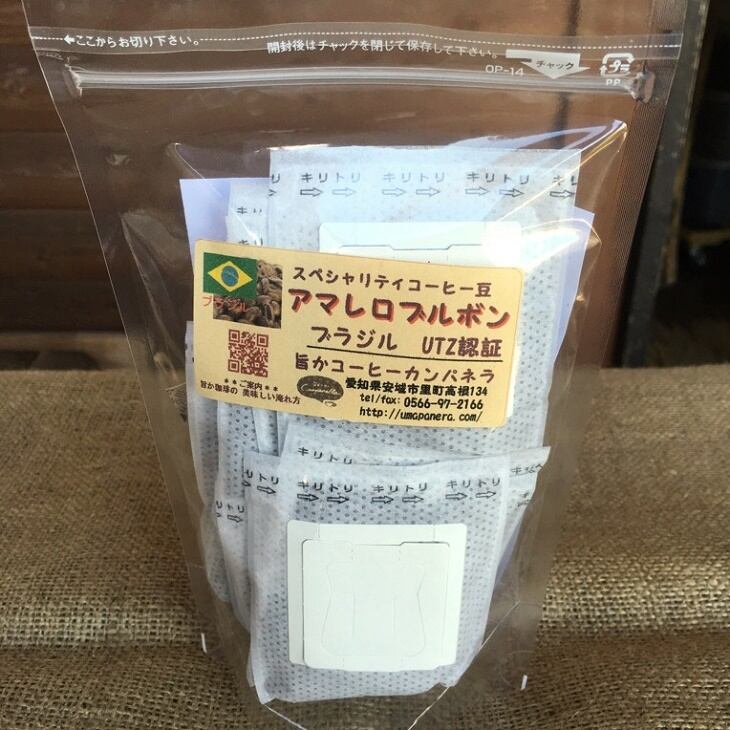 ←ここからお切り下さい。
開封後はチャックを閉じて保存して下さい。
OP-14
チャック
プラ
PP
キリトリ
キリトリ
スペシャリティコーヒー豆
アマレロブルボン
ブラジル
ブラジル UTZ認証
旨かコーヒーカンパネラ
**ご案内**
旨か珈琲の美味しい淹れ方
愛知県安城市里町高根134
tel/fax: 0566-97-2166
http://umapanera.com/
キリトリ
キリトリ
キリトリ